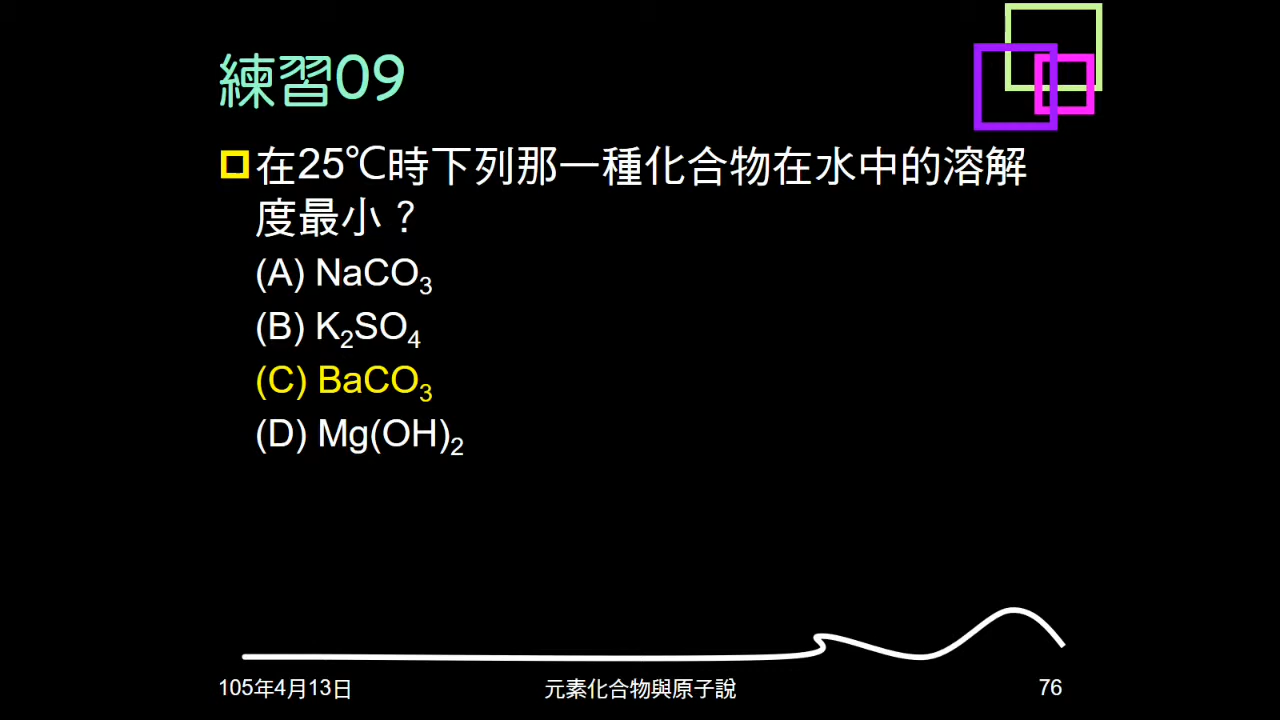 練習09
在25℃時下列那一種化合物在水中的溶解
度最小？
(A) NaCO₃
(B) K₂SO₄
(C) BaCO₃
(D) Mg(OH)₂
105年4月13日
元素化合物與原子說
76